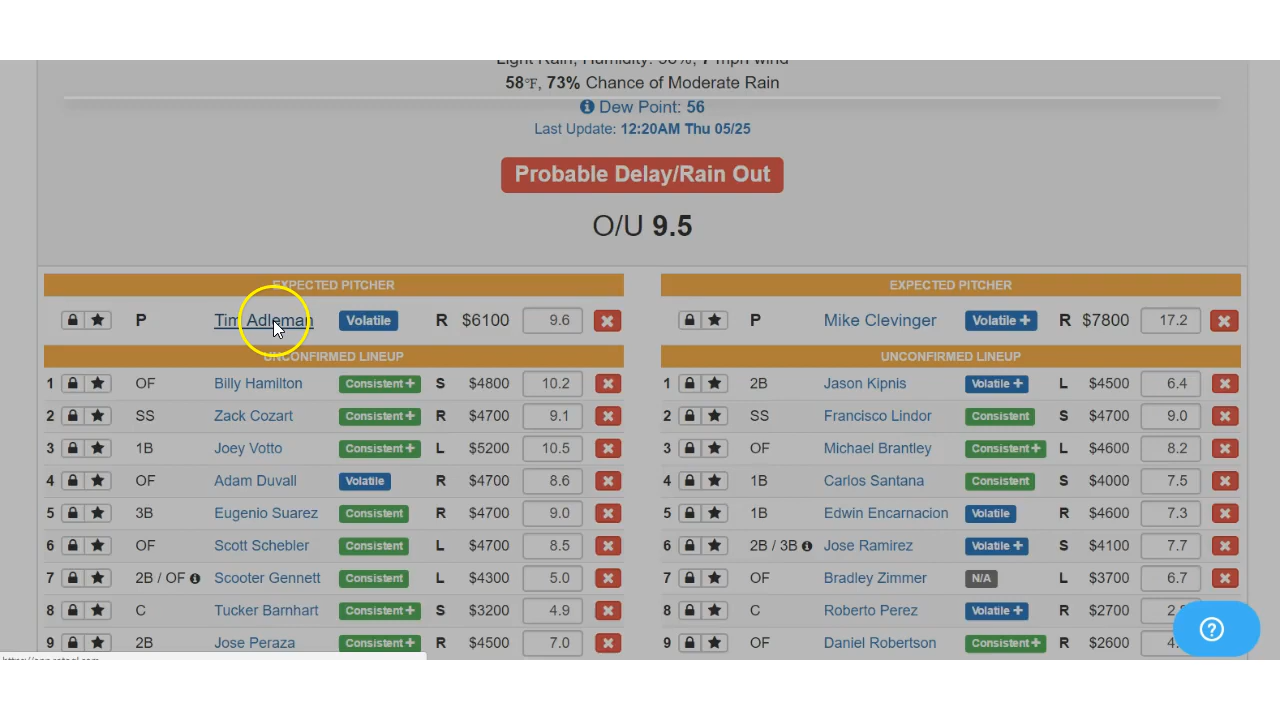 58°F, 73% Chance of Moderate Rain
Dew Point: 56
Last Update: 12:20AM Thu 05/25
Probable Delay/Rain Out
O/U 9.5
EXPECTED PITCHER
P Tim Adleman Volatile R $6100 9.6
UNCONFIRMED LINEUP
1 OF Billy Hamilton Consistent + S $4800 10.2
2 SS Zack Cozart Consistent + R $4700 9.1
3 1B Joey Votto Consistent + L $5200 10.5
4 OF Adam Duvall Volatile R $4700 8.6
5 3B Eugenio Suarez Consistent R $4700 9.0
6 OF Scott Schebler Consistent L $4700 8.5
7 2B / OF Scooter Gennett Consistent L $4300 5.0
8 C Tucker Barnhart Consistent + S $3200 4.9
9 2B Jose Peraza Consistent + R $4500 7.0
EXPECTED PITCHER
P Mike Clevinger Volatile + R $7800 17.2
UNCONFIRMED LINEUP
1 2B Jason Kipnis Volatile + L $4500 6.4
2 SS Francisco Lindor Consistent S $4700 9.0
3 OF Michael Brantley Consistent + L $4600 8.2
4 1B Carlos Santana Consistent S $4000 7.5
5 1B Edwin Encarnacion Volatile R $4600 7.3
6 2B / 3B Jose Ramirez Volatile + S $4100 7.7
7 OF Bradley Zimmer N/A L $3700 6.7
8 C Roberto Perez Volatile + R $2700
9 OF Daniel Robertson Consistent + R $2600